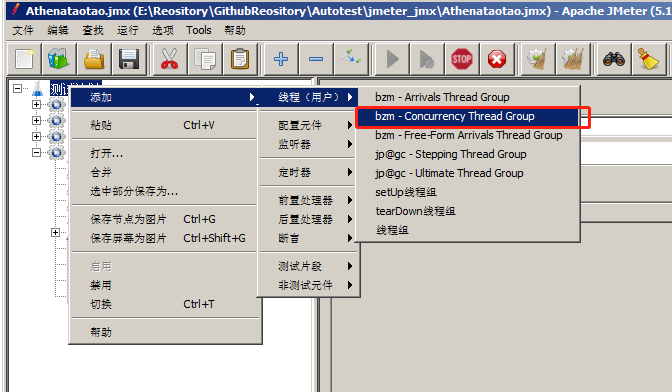 Athenataotao.jmx (E:\Reository\GithubReository\Autotest\jmeter_jmx\Athenataotao.jmx) - Apache JMeter (5.1
文件 编辑 查找 运行 选项 Tools 帮助
测试计划
添加
粘贴 Ctrl+V
打开...
合并
选中部分保存为...
保存节点为图片 Ctrl+G
保存屏幕为图片 Ctrl+Shift+G
启用
禁用
切换 Ctrl+T
帮助
线程（用户）
配置元件
监听器
定时器
前置处理器
后置处理器
断言
测试片段
非测试元件
bzm - Arrivals Thread Group
bzm - Concurrency Thread Group
bzm - Free-Form Arrivals Thread Group
jp@gc - Stepping Thread Group
jp@gc - Ultimate Thread Group
setUp线程组
tearDown线程组
线程组
STOP